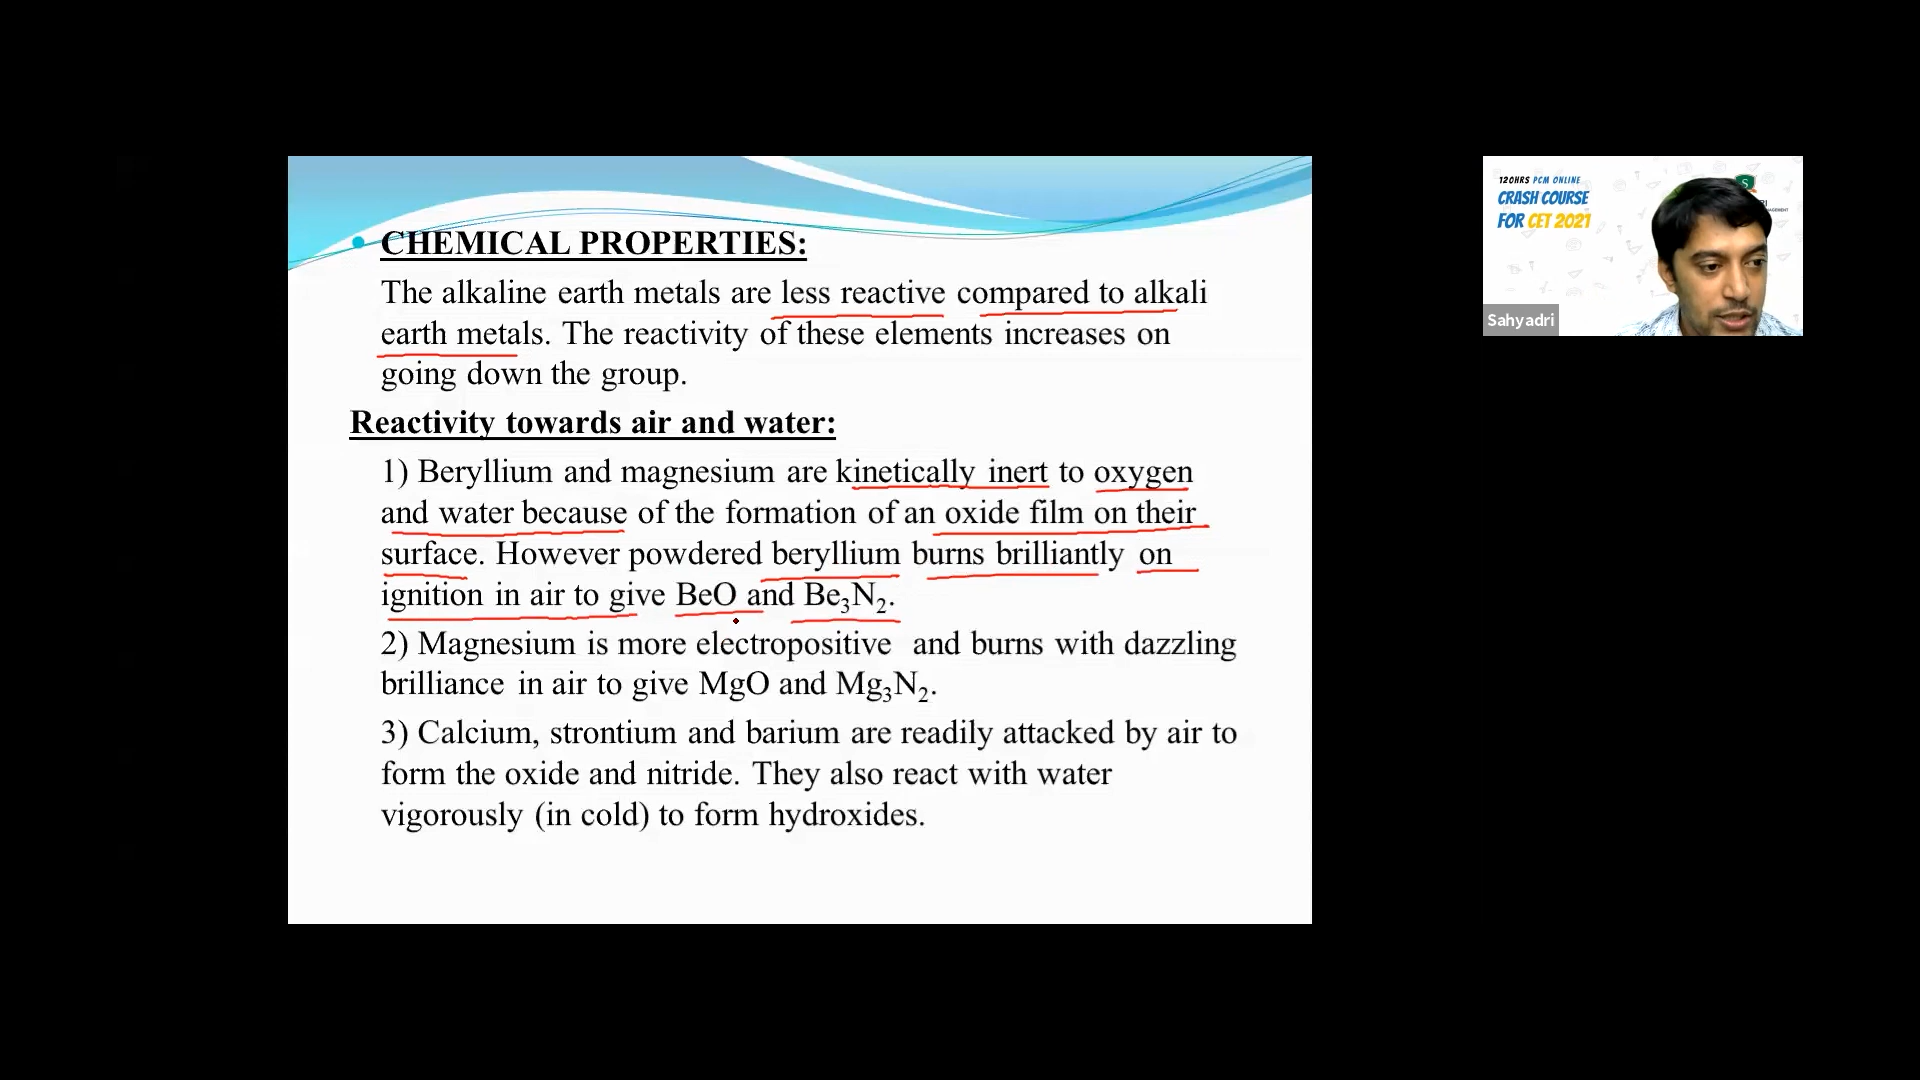 CHEMICAL PROPERTIES:
The alkaline earth metals are less reactive compared to alkali
earth metals. The reactivity of these elements increases on
going down the group.
Reactivity towards air and water:
1) Beryllium and magnesium are kinetically inert to oxygen
and water because of the formation of an oxide film on their
surface. However powdered beryllium burns brilliantly on
ignition in air to give BeO and Be₃N₂.
2) Magnesium is more electropositive and burns with dazzling
brilliance in air to give MgO and Mg₃N₂.
3) Calcium, strontium and barium are readily attacked by air to
form the oxide and nitride. They also react with water
vigorously (in cold) to form hydroxides.
120HRS PCM ONLINE
CRASH COURSE
FOR CET 2021
S
Sahyadri